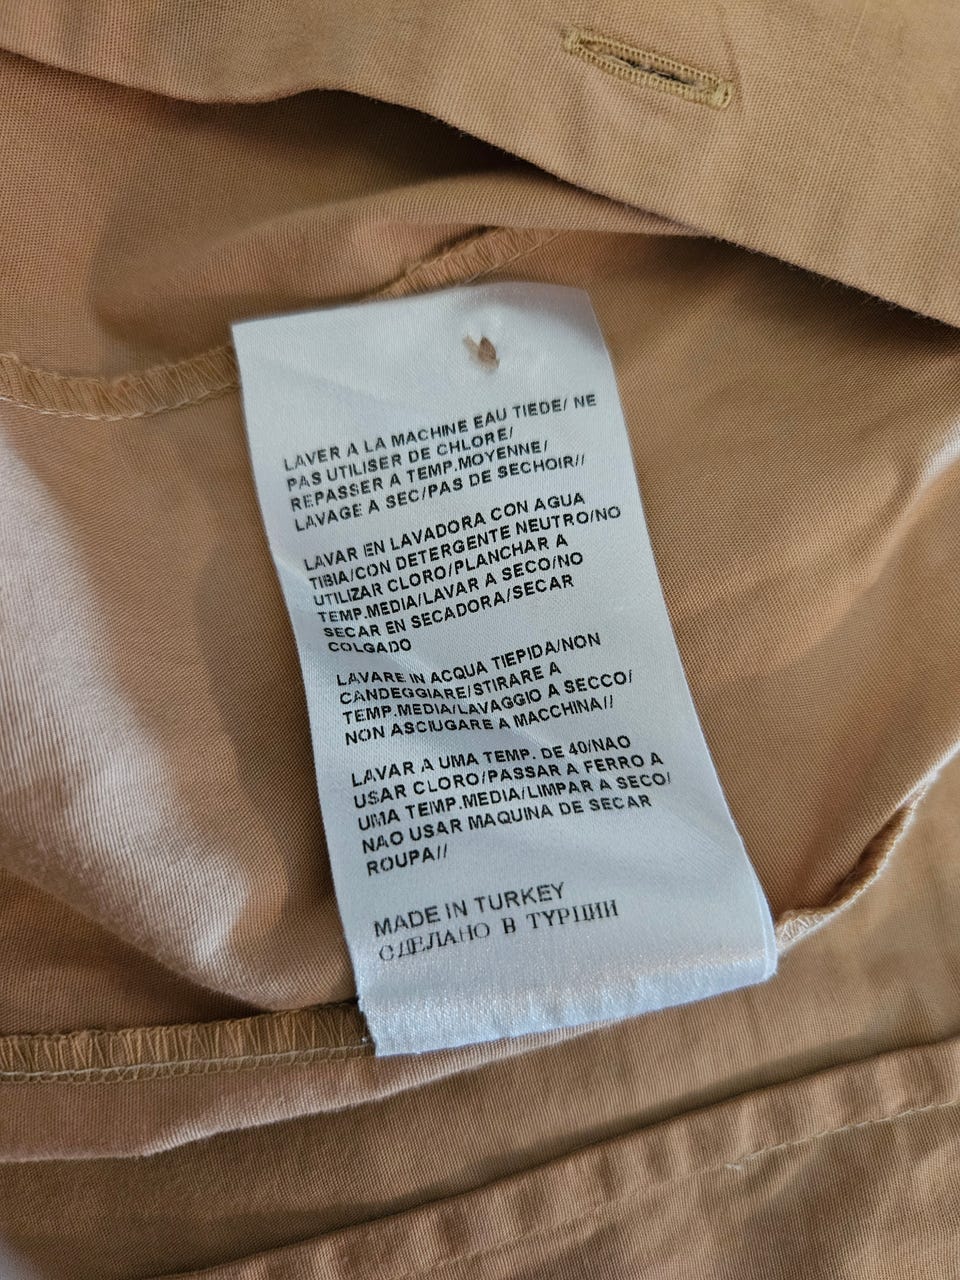 LAVER A LA MACHINE EAU TIEDE/ NE
PAS UTILISER DE CHLORE/
REPASSER A TEMP.MOYENNE/
LAVAGE A SEC/PAS DE SECHOIR//
LAVAR EN LAVADORA CON AGUA
TIBIA/CON DETERGENTE NEUTRO/NO
UTILIZAR CLORO/PLANCHAR A
TEMP.MEDIA/LAVAR A SECO/NO
SECAR EN SECADORA/SECAR
COLGADO
LAVARE IN ACQUA TIEPIDA/NON
CANDEGGIARE/STIRARE A
TEMP.MEDIA/LAVAGGIO A SECCO/
NON ASCIUGARE A MACCHINA//
LAVAR A UMA TEMP. DE 40/NAO
USAR CLORO/PASSAR A FERRO A
UMA TEMP.MEDIA/LIMPAR A SECO/
NAO USAR MAQUINA DE SECAR
ROUPA//
MADE IN TURKEY
СДЕЛАНО В ТУРЦИИ